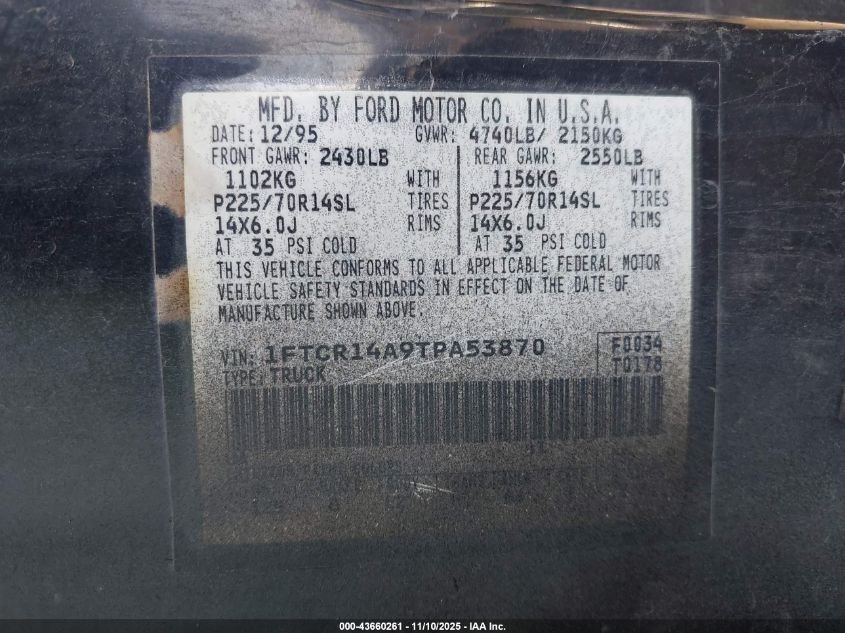 MFD. BY FORD MOTOR CO. IN U.S.A.
DATE: 12/95 GVWR: 4740LB/ 2150KG
FRONT GAWR: 2430LB REAR GAWR: 2550LB
1102KG WITH 1156KG WITH
P225/70R14SL TIRES P225/70R14SL TIRES
14X6.0J RIMS 14X6.0J RIMS
AT 35 PSI COLD AT 35 PSI COLD
THIS VEHICLE CONFORMS TO ALL APPLICABLE FEDERAL MOTOR
VEHICLE SAFETY STANDARDS IN EFFECT ON THE DATE OF
MANUFACTURE SHOWN ABOVE.
VIN: 1FTCR14A9TPA53870 F0034
TYPE: TRUCK T0178
000-43660261 - 11/10/2025 - IAA Inc.